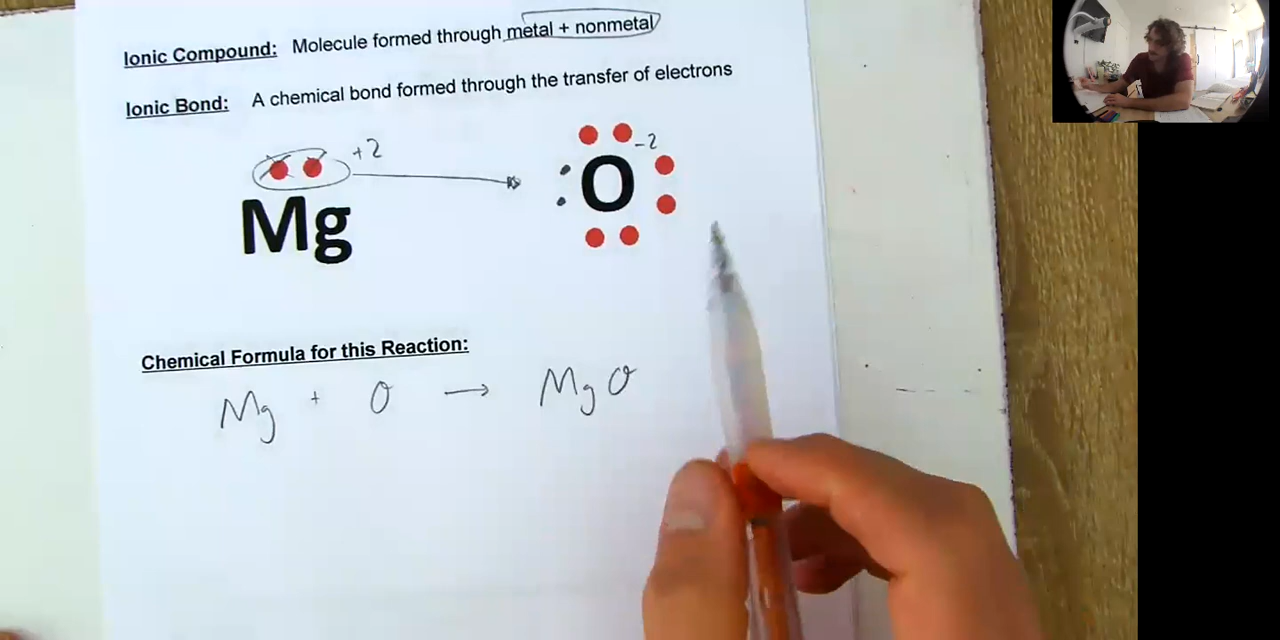 Ionic Compound: Molecule formed through metal + nonmetal
Ionic Bond: A chemical bond formed through the transfer of electrons
+2
-2
Mg
O
Chemical Formula for this Reaction:
Mg + O → MgO